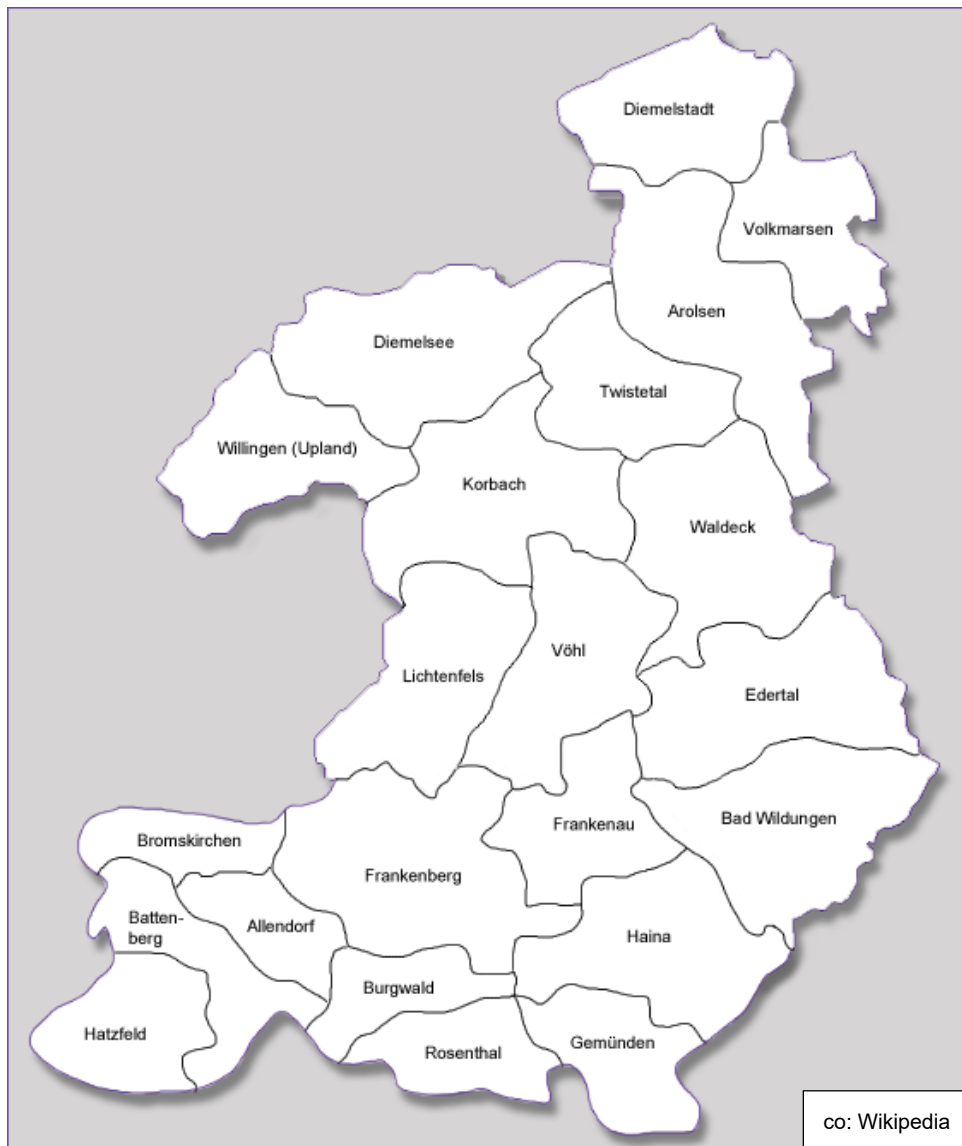 Diemelstadt
Volkmarsen
Arolsen
Diemelsee
Twistetal
Willingen (Upland)
Korbach
Waldeck
Vöhl
Lichtenfels
Edertal
Bad Wildungen
Frankenau
Bromskirchen
Frankenberg
Batten-
berg
Allendorf
Haina
Burgwald
Hatzfeld
Gemünden
Rosenthal
co: Wikipedia